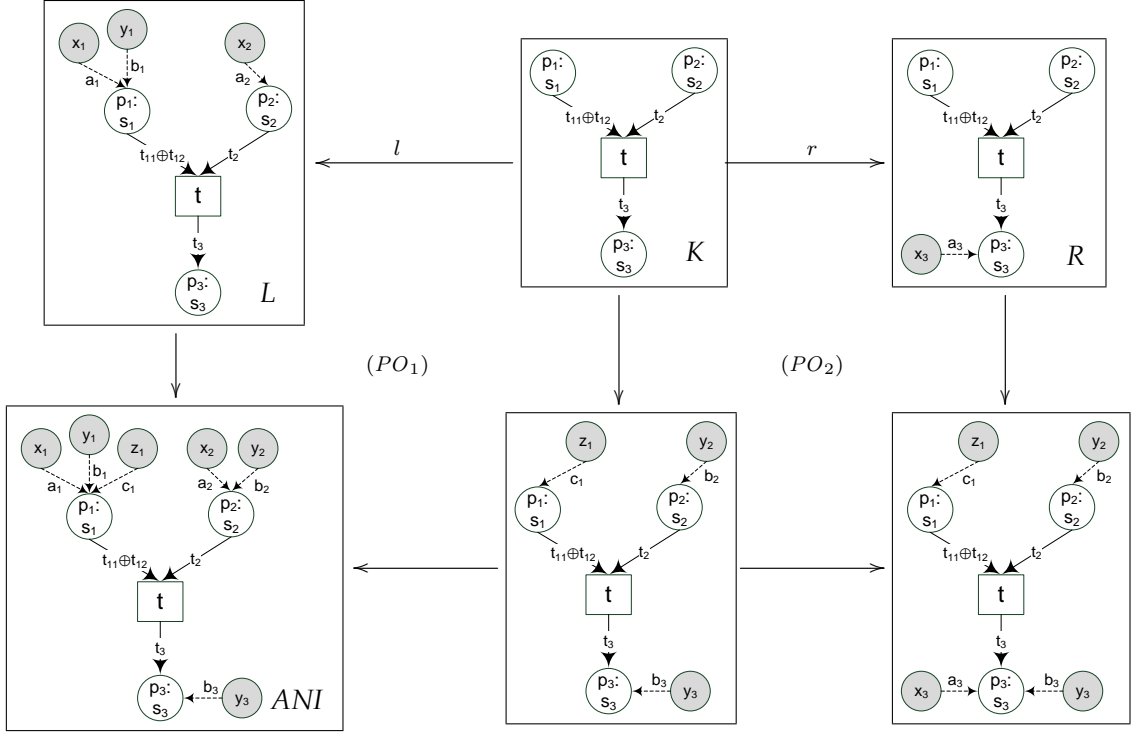 x₁ y₁ x₂
a₁ b₁ a₂
p₁: s₁ p₂: s₂
t₁₁⊕t₁₂ t₂
t
t₃
p₃: s₃
L
l
p₁: s₁ p₂: s₂
t₁₁⊕t₁₂ t₂
t
t₃
p₃: s₃
K
r
p₁: s₁ p₂: s₂
t₁₁⊕t₁₂ t₂
t
t₃
x₃ a₃ p₃: s₃
R
(PO₁)
(PO₂)
x₁ y₁ z₁ x₂ y₂
a₁ b₁ c₁ a₂ b₂
p₁: s₁ p₂: s₂
t₁₁⊕t₁₂ t₂
t
t₃
p₃: s₃ b₃ y₃
ANI
z₁ y₂
c₁ b₂
p₁: s₁ p₂: s₂
t₁₁⊕t₁₂ t₂
t
t₃
p₃: s₃ b₃ y₃
z₁ y₂
c₁ b₂
p₁: s₁ p₂: s₂
t₁₁⊕t₁₂ t₂
t
t₃
x₃ a₃ p₃: s₃ b₃ y₃